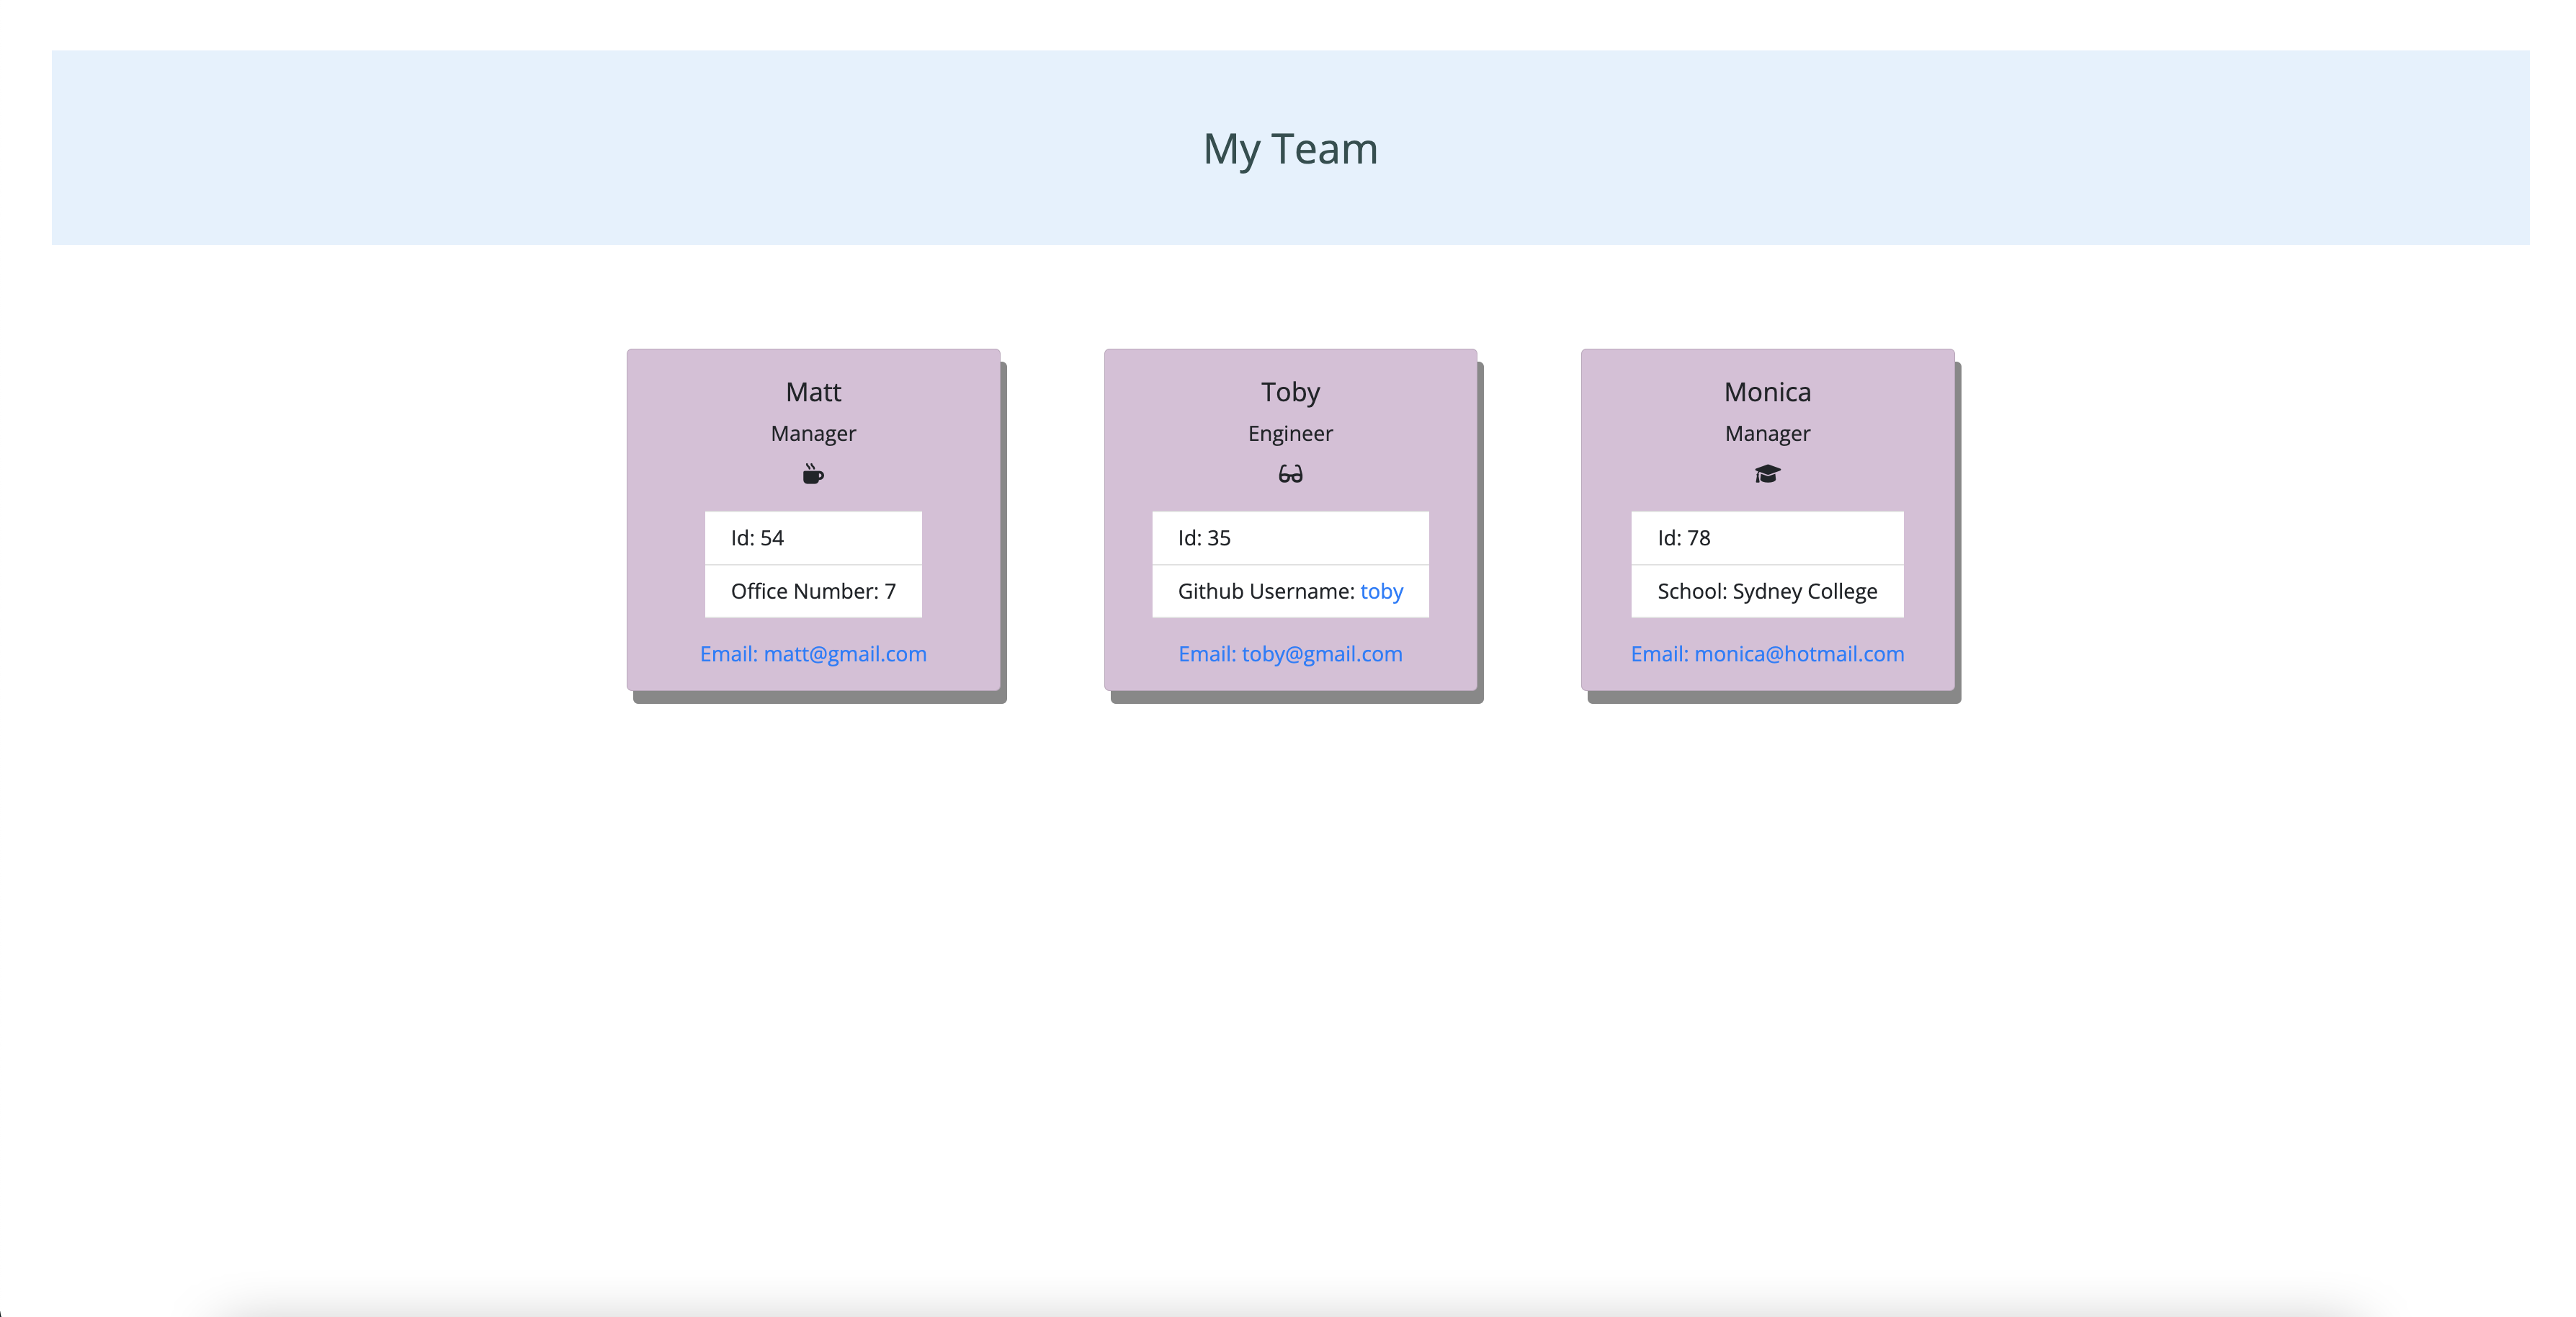 My Team
Matt
Manager
Id: 54
Office Number: 7
Email: matt@gmail.com
Toby
Engineer
Id: 35
Github Username: toby
Email: toby@gmail.com
Monica
Manager
Id: 78
School: Sydney College
Email: monica@hotmail.com